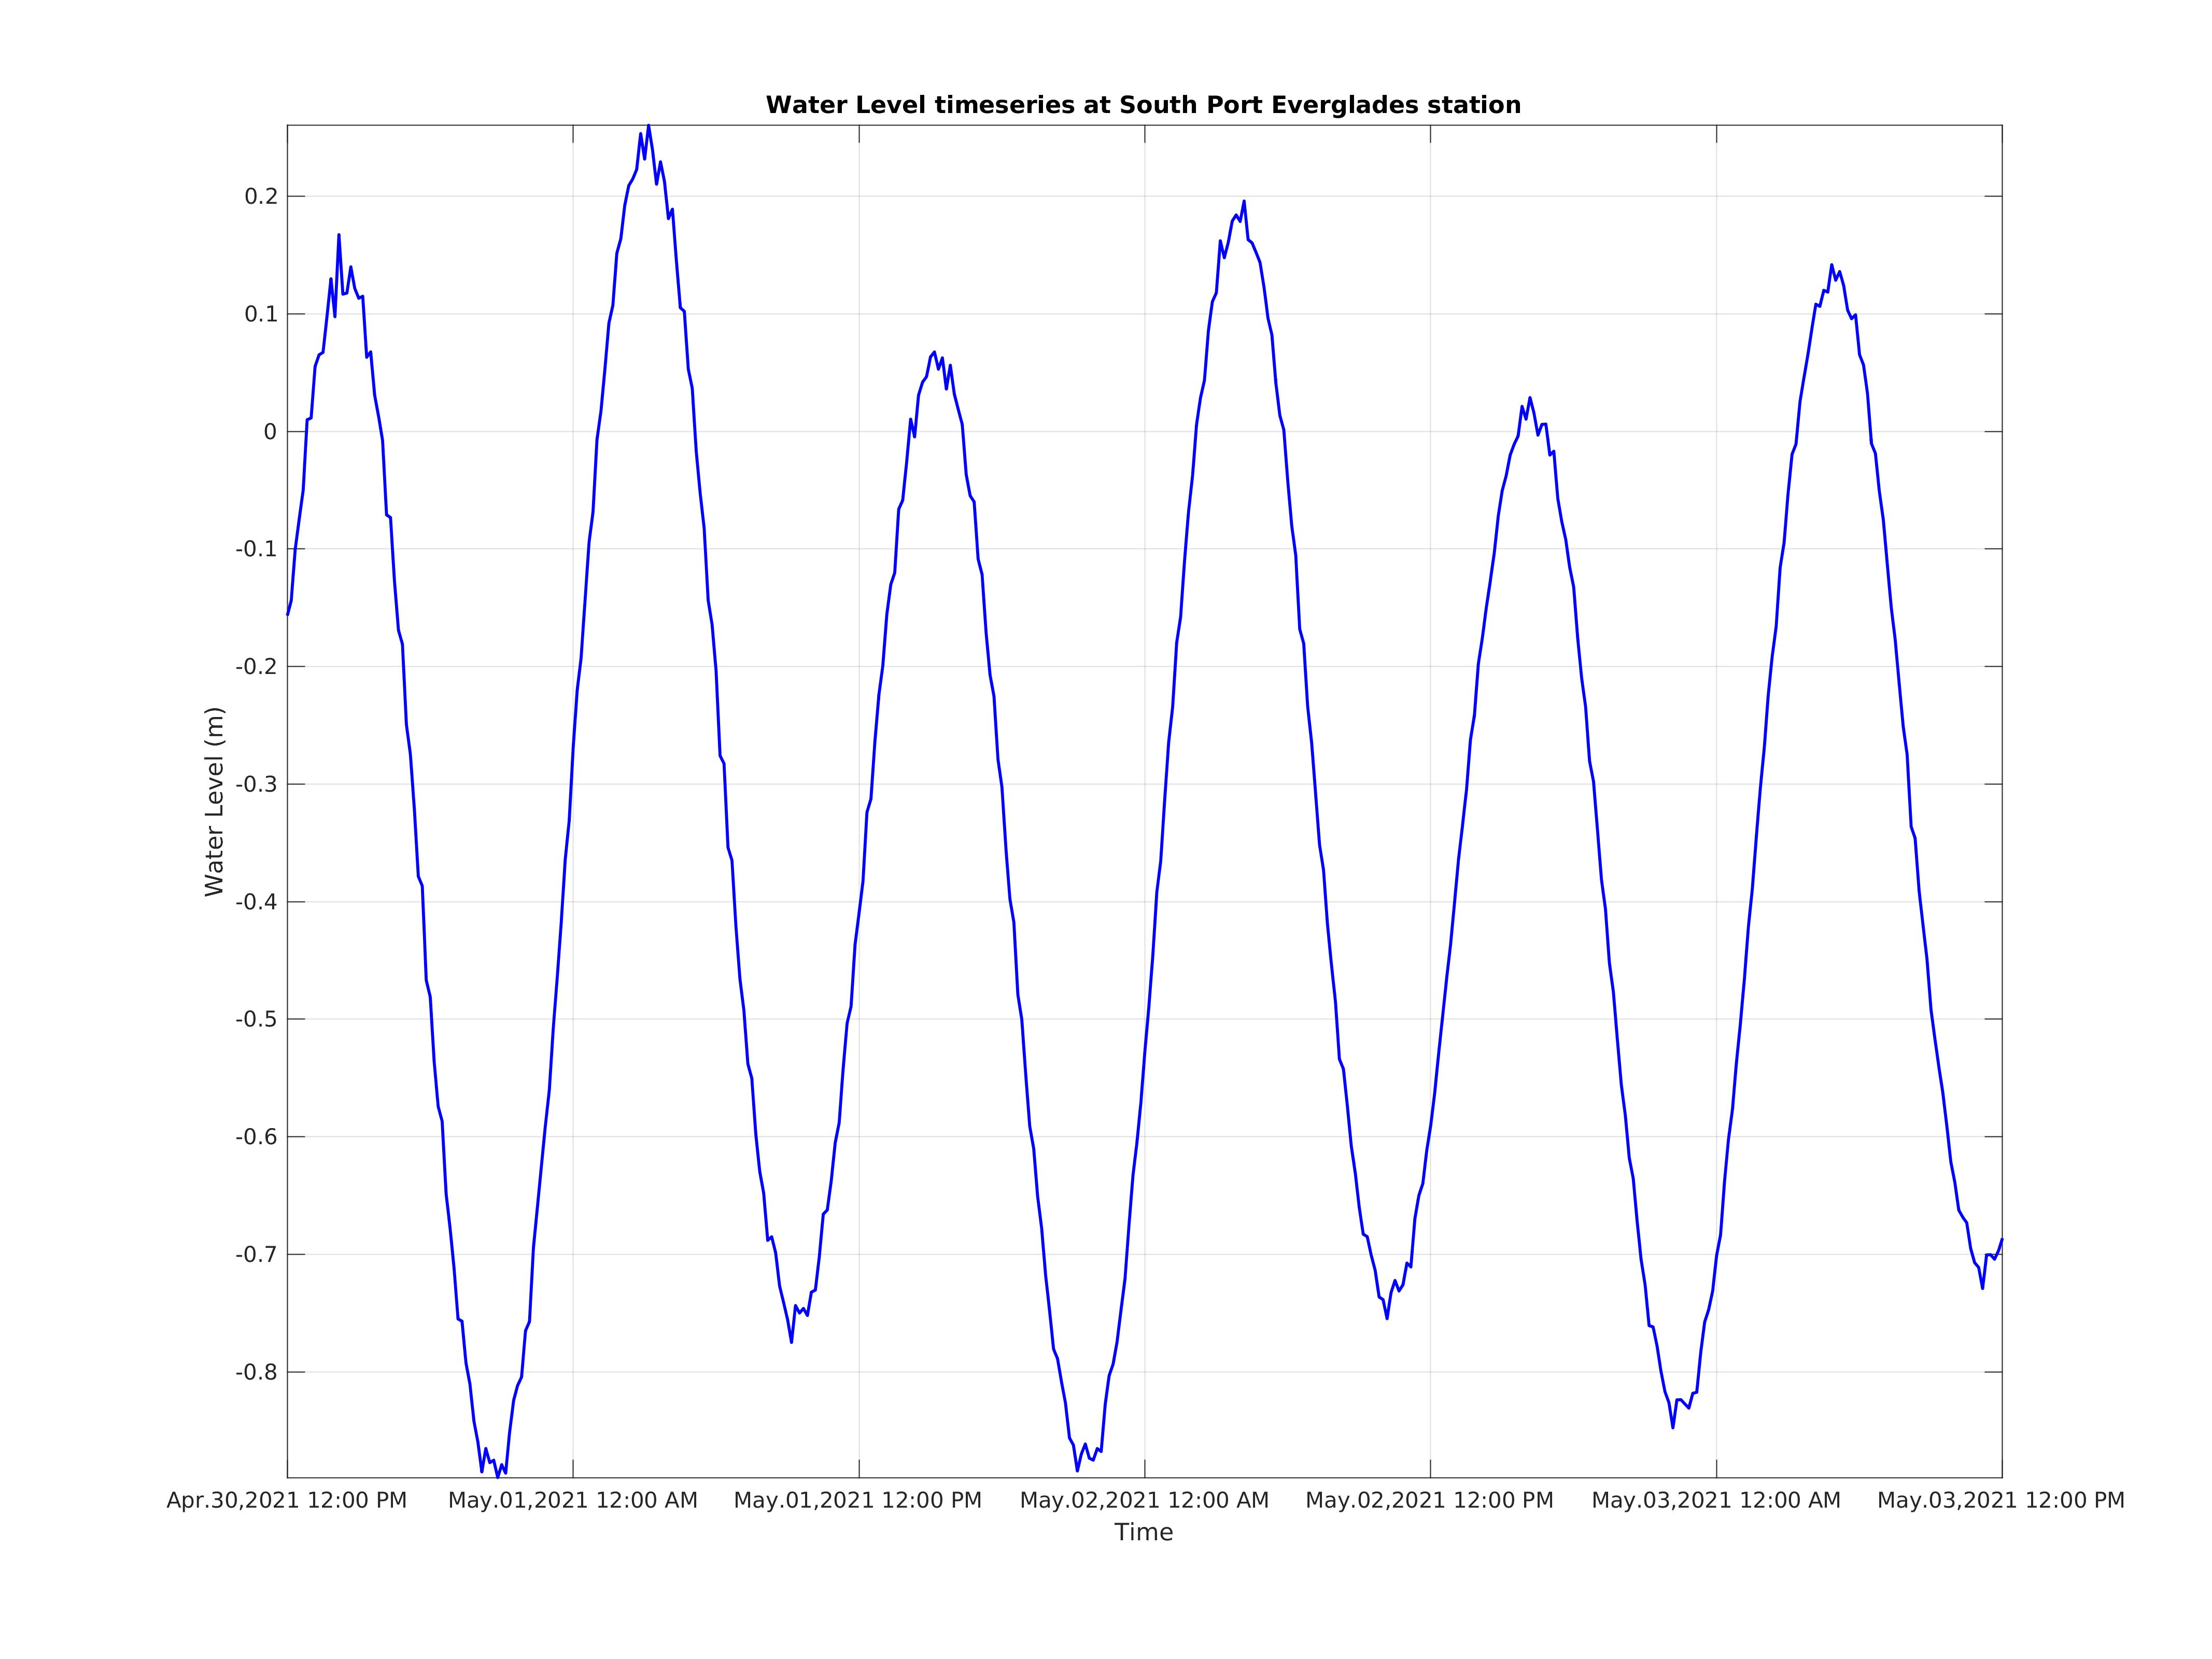 Water Level timeseries at South Port Everglades station
0.2
0.1
0
-0.1
-0.2
-0.3
-0.4
-0.5
-0.6
-0.7
-0.8
Water Level (m)
Apr.30,2021 12:00 PM May.01,2021 12:00 AM May.01,2021 12:00 PM May.02,2021 12:00 AM May.02,2021 12:00 PM May.03,2021 12:00 AM May.03,2021 12:00 PM
Time